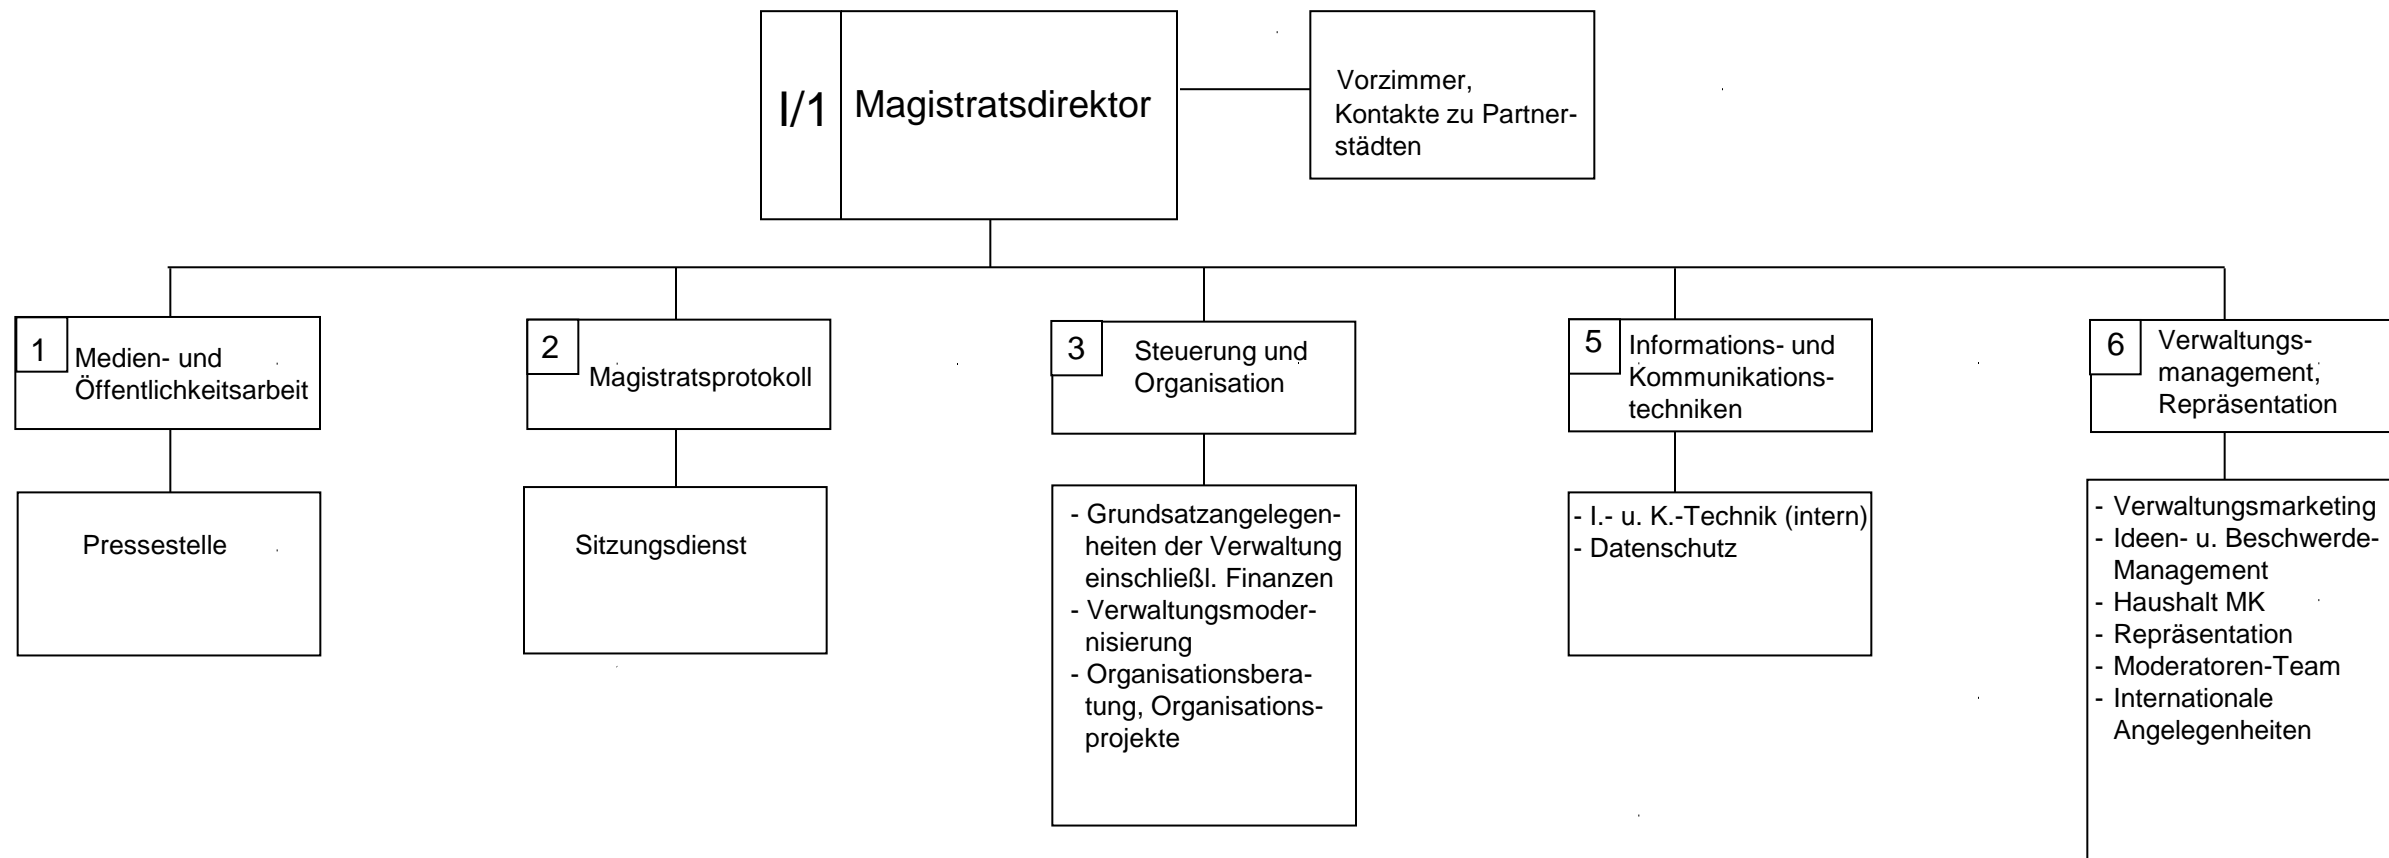 I/1
Magistratsdirektor
Vorzimmer,
Kontakte zu Partner-
städten
1
Medien- und
Öffentlichkeitsarbeit
2
Magistratsprotokoll
3
Steuerung und
Organisation
5
Informations- und
Kommunikations-
techniken
6
Verwaltungs-
management,
Repräsentation
Pressestelle
Sitzungsdienst
- Grundsatzangelegen-
heiten der Verwaltung
einschließl. Finanzen
- Verwaltungsmoder-
nisierung
- Organisationsbera-
tung, Organisations-
projekte
- I.- u. K.-Technik (intern)
- Datenschutz
- Verwaltungsmarketing
- Ideen- u. Beschwerde-
Management
- Haushalt MK
- Repräsentation
- Moderatoren-Team
- Internationale
Angelegenheiten